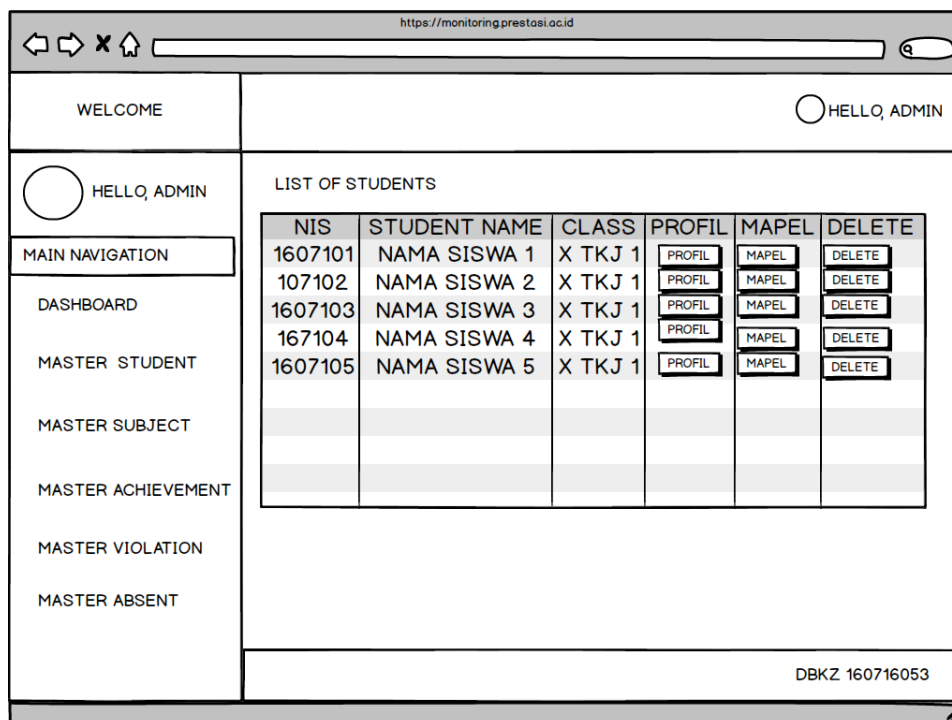 https://monitoring.prestasi.ac.id
WELCOME
HELLO, ADMIN
HELLO, ADMIN
MAIN NAVIGATION
DASHBOARD
MASTER STUDENT
MASTER SUBJECT
MASTER ACHIEVEMENT
MASTER VIOLATION
MASTER ABSENT
LIST OF STUDENTS
NIS STUDENT NAME CLASS PROFIL MAPEL DELETE
1607101 NAMA SISWA 1 X TKJ 1 PROFIL MAPEL DELETE
107102 NAMA SISWA 2 X TKJ 1 PROFIL MAPEL DELETE
1607103 NAMA SISWA 3 X TKJ 1 PROFIL MAPEL DELETE
167104 NAMA SISWA 4 X TKJ 1 PROFIL MAPEL DELETE
1607105 NAMA SISWA 5 X TKJ 1 PROFIL MAPEL DELETE
DBKZ 160716053